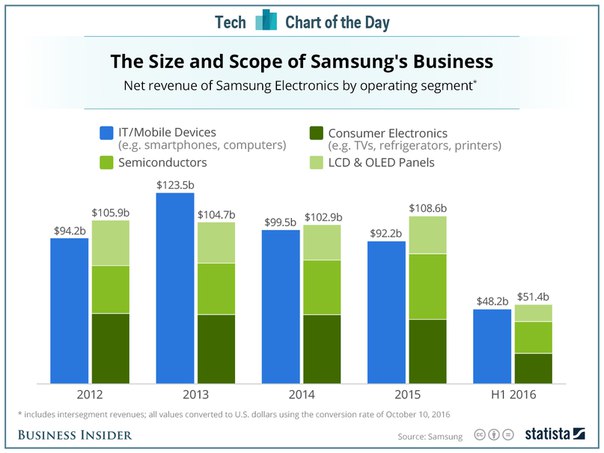 Tech Chart of the Day
The Size and Scope of Samsung's Business
Net revenue of Samsung Electronics by operating segment*
IT/Mobile Devices
(e.g. smartphones, computers)
Consumer Electronics
(e.g. TVs, refrigerators, printers)
Semiconductors
LCD & OLED Panels
$94.2b
$105.9b
$123.5b
$104.7b
$99.5b
$102.9b
$92.2b
$108.6b
$48.2b
$51.4b
2012
2013
2014
2015
H1 2016
* includes intersegment revenues; all values converted to U.S. dollars using the conversion rate of October 10, 2016
BUSINESS INSIDER
Source: Samsung
statista